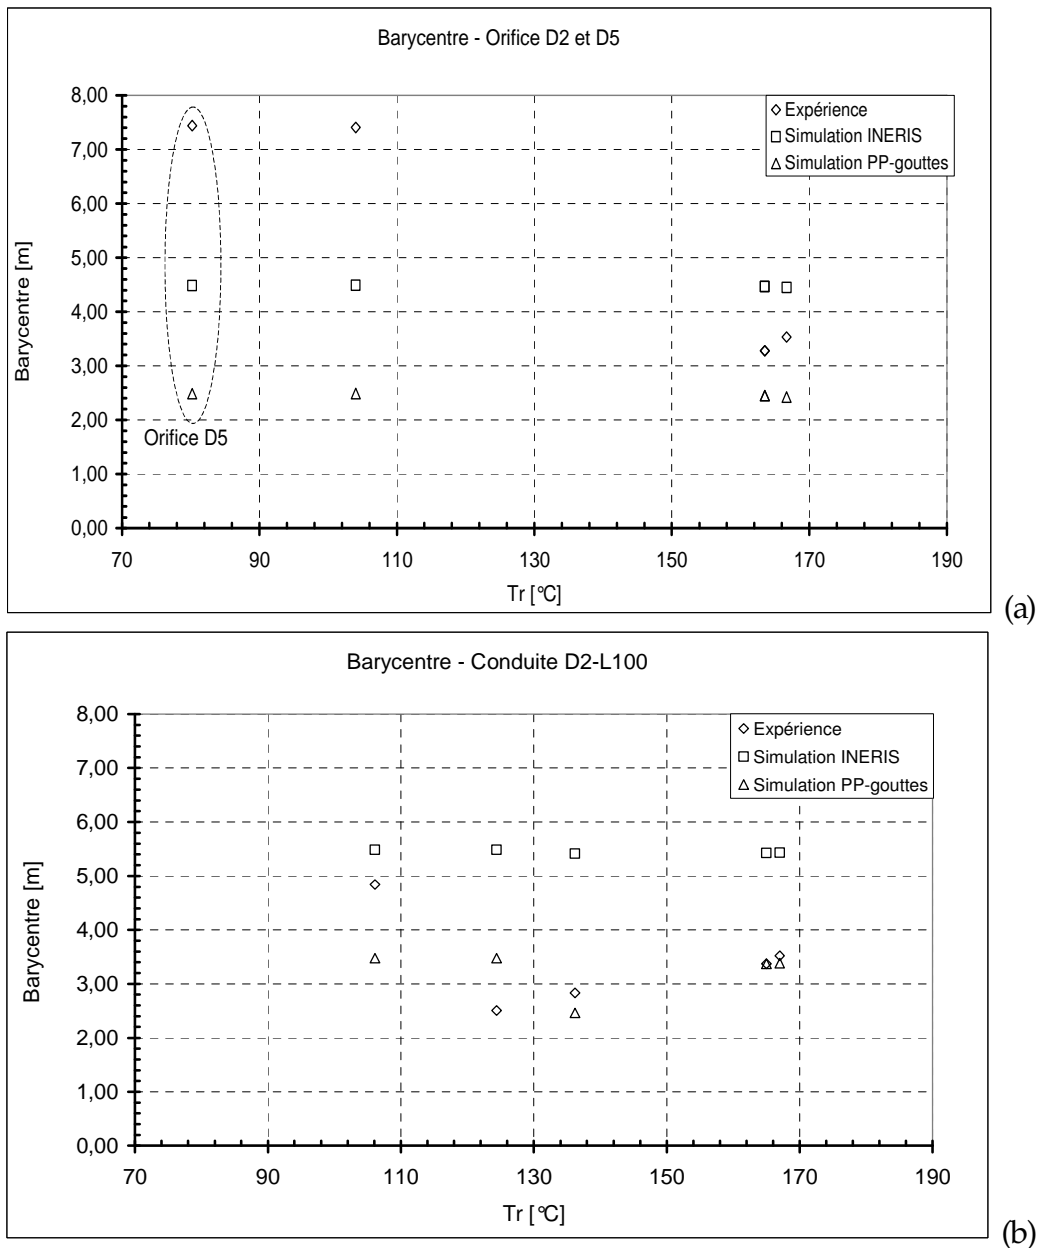 Barycentre - Orifice D2 et D5
8,00
7,00
6,00
5,00
4,00
3,00
2,00
1,00
0,00
Barycentre [m]
Expérience
Simulation INERIS
Simulation PP-gouttes
Orifice D5
70 90 110 130 150 170 190
Tr [°C]
(a)
Barycentre - Conduite D2-L100
8,00
7,00
6,00
5,00
4,00
3,00
2,00
1,00
0,00
Barycentre [m]
Expérience
Simulation INERIS
Simulation PP-gouttes
70 90 110 130 150 170 190
Tr [°C]
(b)